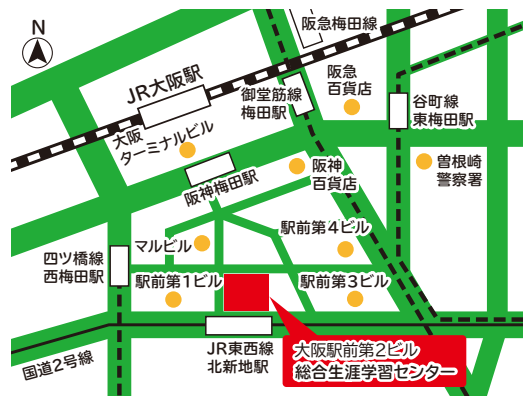 N
阪急梅田線
JR大阪駅
御堂筋線
梅田駅
阪急
百貨店
谷町線
東梅田駅
大阪
ターミナルビル
阪神梅田駅
阪神
百貨店
曽根崎
警察署
四ツ橋線
西梅田駅
マルビル
駅前第4ビル
駅前第1ビル
駅前第3ビル
国道2号線
JR東西線
北新地駅
大阪駅前第2ビル
総合生涯学習センター